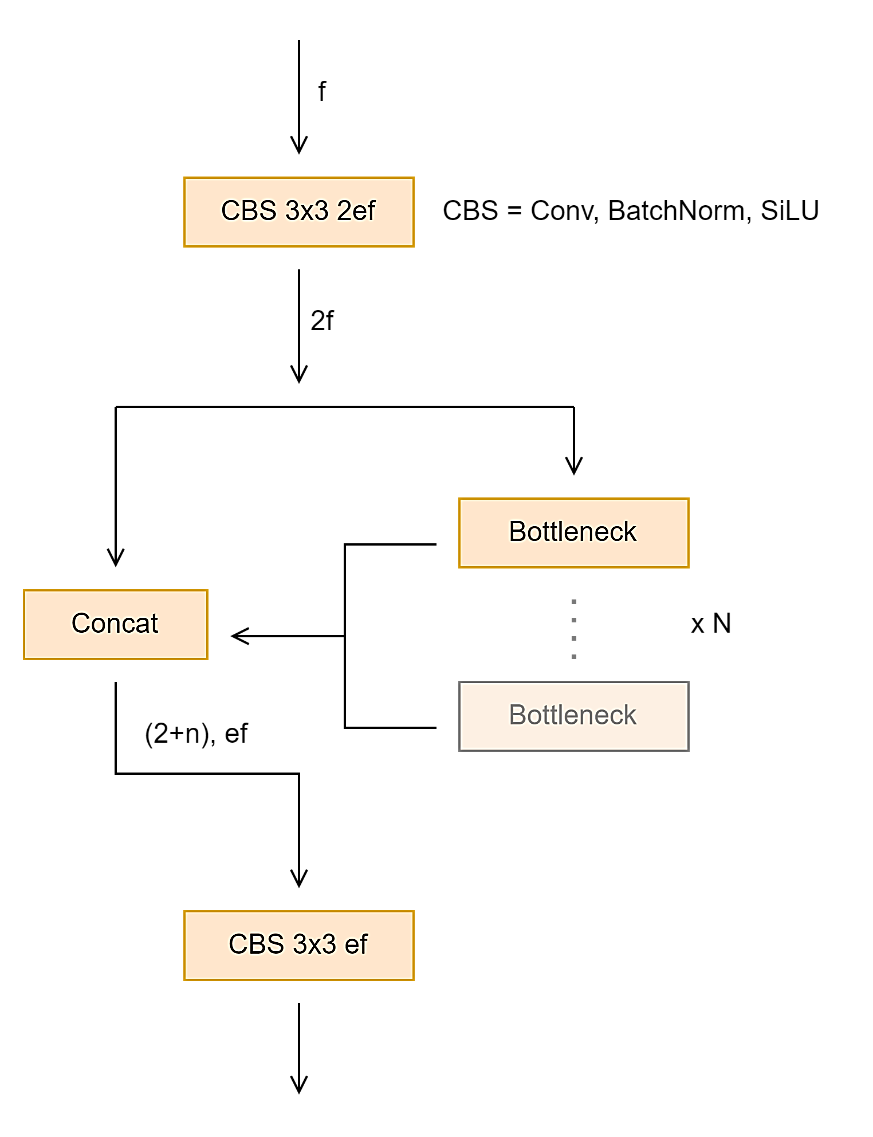 f
CBS 3x3 2ef
CBS = Conv, BatchNorm, SiLU
2f
Bottleneck
Concat
x N
Bottleneck
(2+n), ef
CBS 3x3 ef